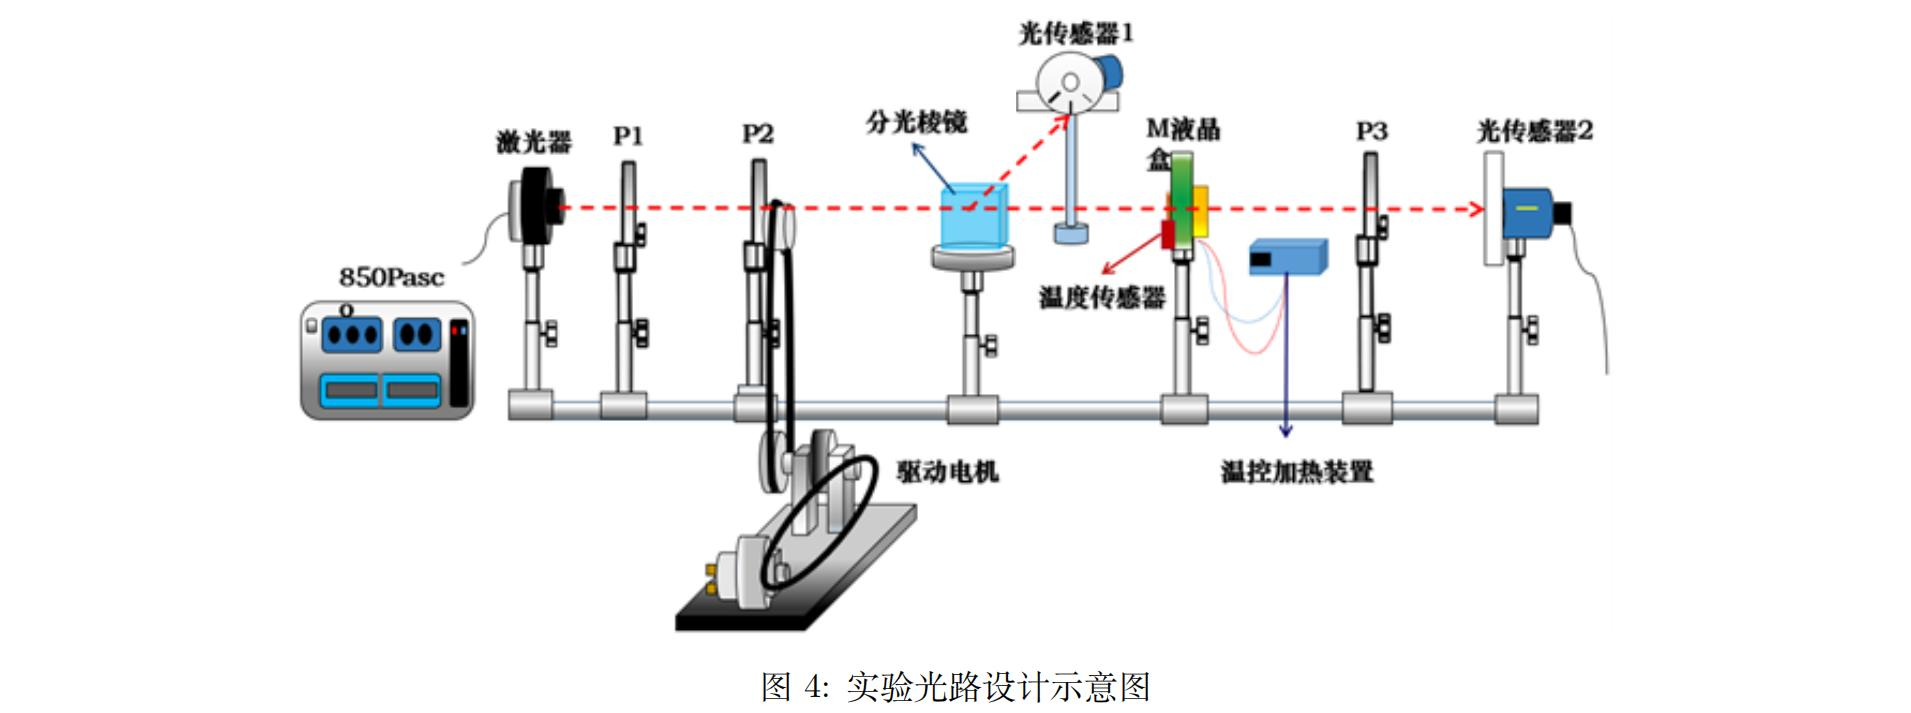 光传感器1
分光棱镜
M液晶
盒
P3
光传感器2
激光器
P1
P2
850Pasc
O
温度传感器
驱动电机
温控加热装置
图 4: 实验光路设计示意图